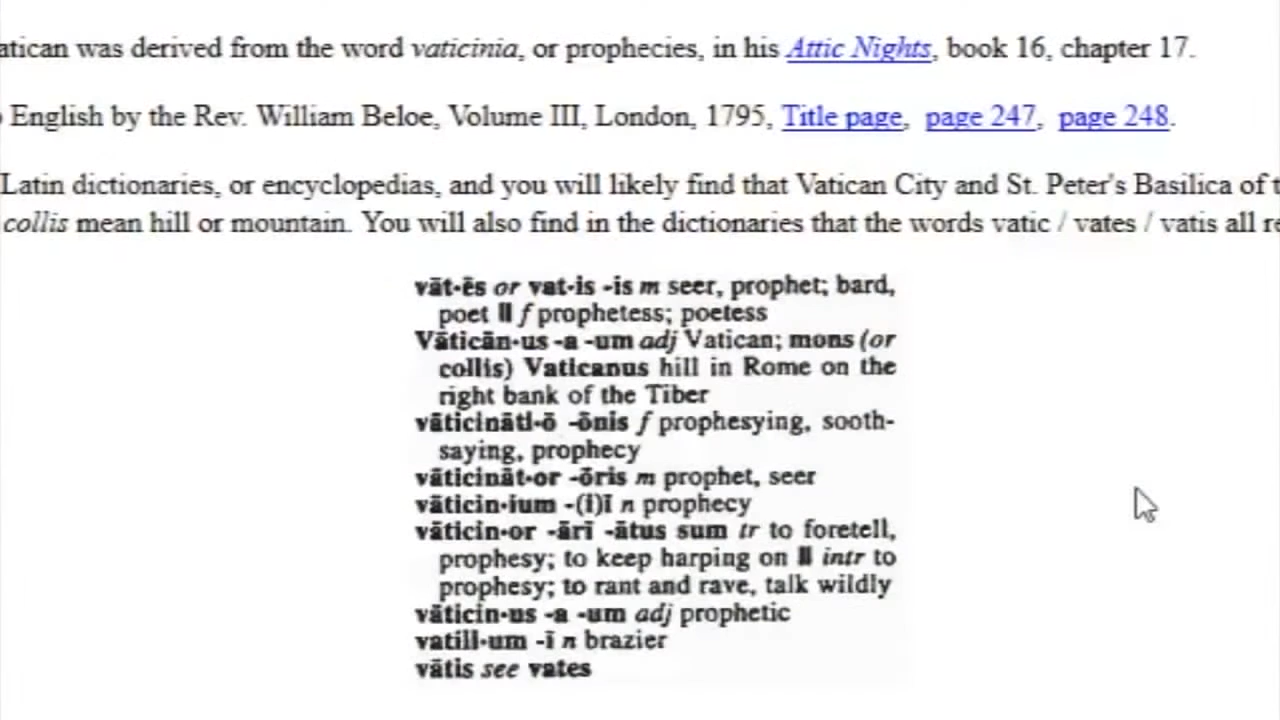 atican was derived from the word vaticinia, or prophecies, in his Attic Nights, book 16, chapter 17.
English by the Rev. William Beloe, Volume III, London, 1795, Title page, page 247, page 248.
Latin dictionaries, or encyclopedias, and you will likely find that Vatican City and St. Peter's Basilica of t
collis mean hill or mountain. You will also find in the dictionaries that the words vatic / vates / vatis all re
vāt·ēs or vat·is -is m seer, prophet; bard,
poet || f prophetess; poetess
Vāticān·us -a -um adj Vatican; mons (or
collis) Vaticanus hill in Rome on the
right bank of the Tiber
vāticināti·ō -ōnis f prophesying, sooth-
saying, prophecy
vāticināt·or -ōris m prophet, seer
vāticin·ium -(i)ī n prophecy
vāticin·or -ārī -ātus sum tr to foretell,
prophesy; to keep harping on || intr to
prophesy; to rant and rave, talk wildly
vāticin·us -a -um adj prophetic
vatill·um -ī n brazier
vātis see vates